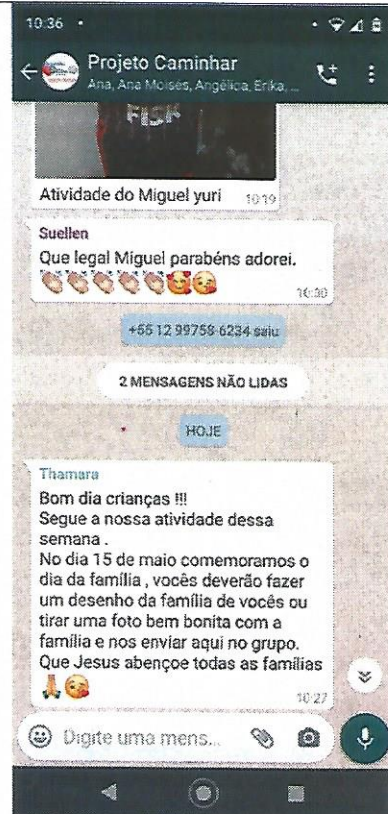 10:36
Projeto Caminhar
Ana, Ana Moisés, Angélica, Erika, ...
FISK
Atividade do Miguel yuri 10:19
Suellen
Que legal Miguel parabéns adorei.
👏🏼👏🏼👏🏼👏🏼👏🏼🥰😘
10:30
+55 12 99758-6234 saiu
2 MENSAGENS NÃO LIDAS
HOJE
Thamara
Bom dia crianças !!!
Segue a nossa atividade dessa
semana .
No dia 15 de maio comemoramos o
dia da família , vocês deverão fazer
um desenho da família de vocês ou
tirar uma foto bem bonita com a
família e nos enviar aqui no grupo.
Que Jesus abençoe todas as famílias
🙏🏼😘
10:27
Digite uma mens...